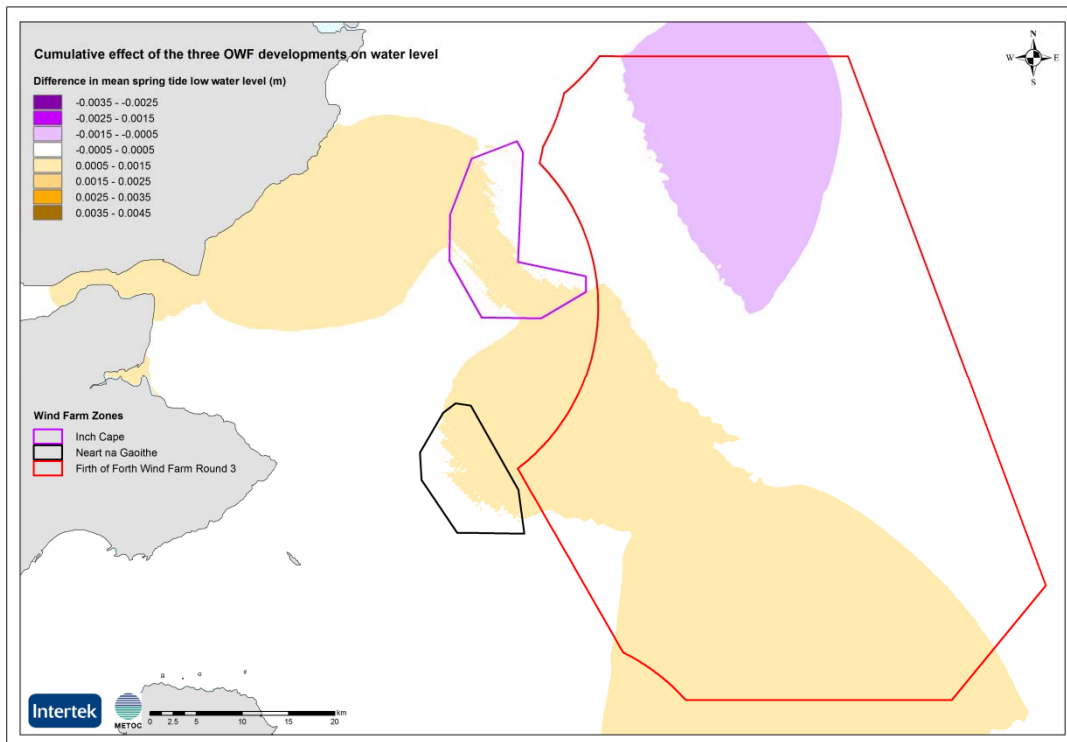 Cumulative effect of the three OWF developments on water level
Difference in mean spring tide low water level (m)
-0.0035 - -0.0025
-0.0025 - 0.0015
-0.0015 - -0.0005
-0.0005 - 0.0005
0.0005 - 0.0015
0.0015 - 0.0025
0.0025 - 0.0035
0.0035 - 0.0045
N
W E
S
Wind Farm Zones
Inch Cape
Neart na Gaoithe
Firth of Forth Wind Farm Round 3
Intertek
METOC
km
0 2.5 5 10 15 20